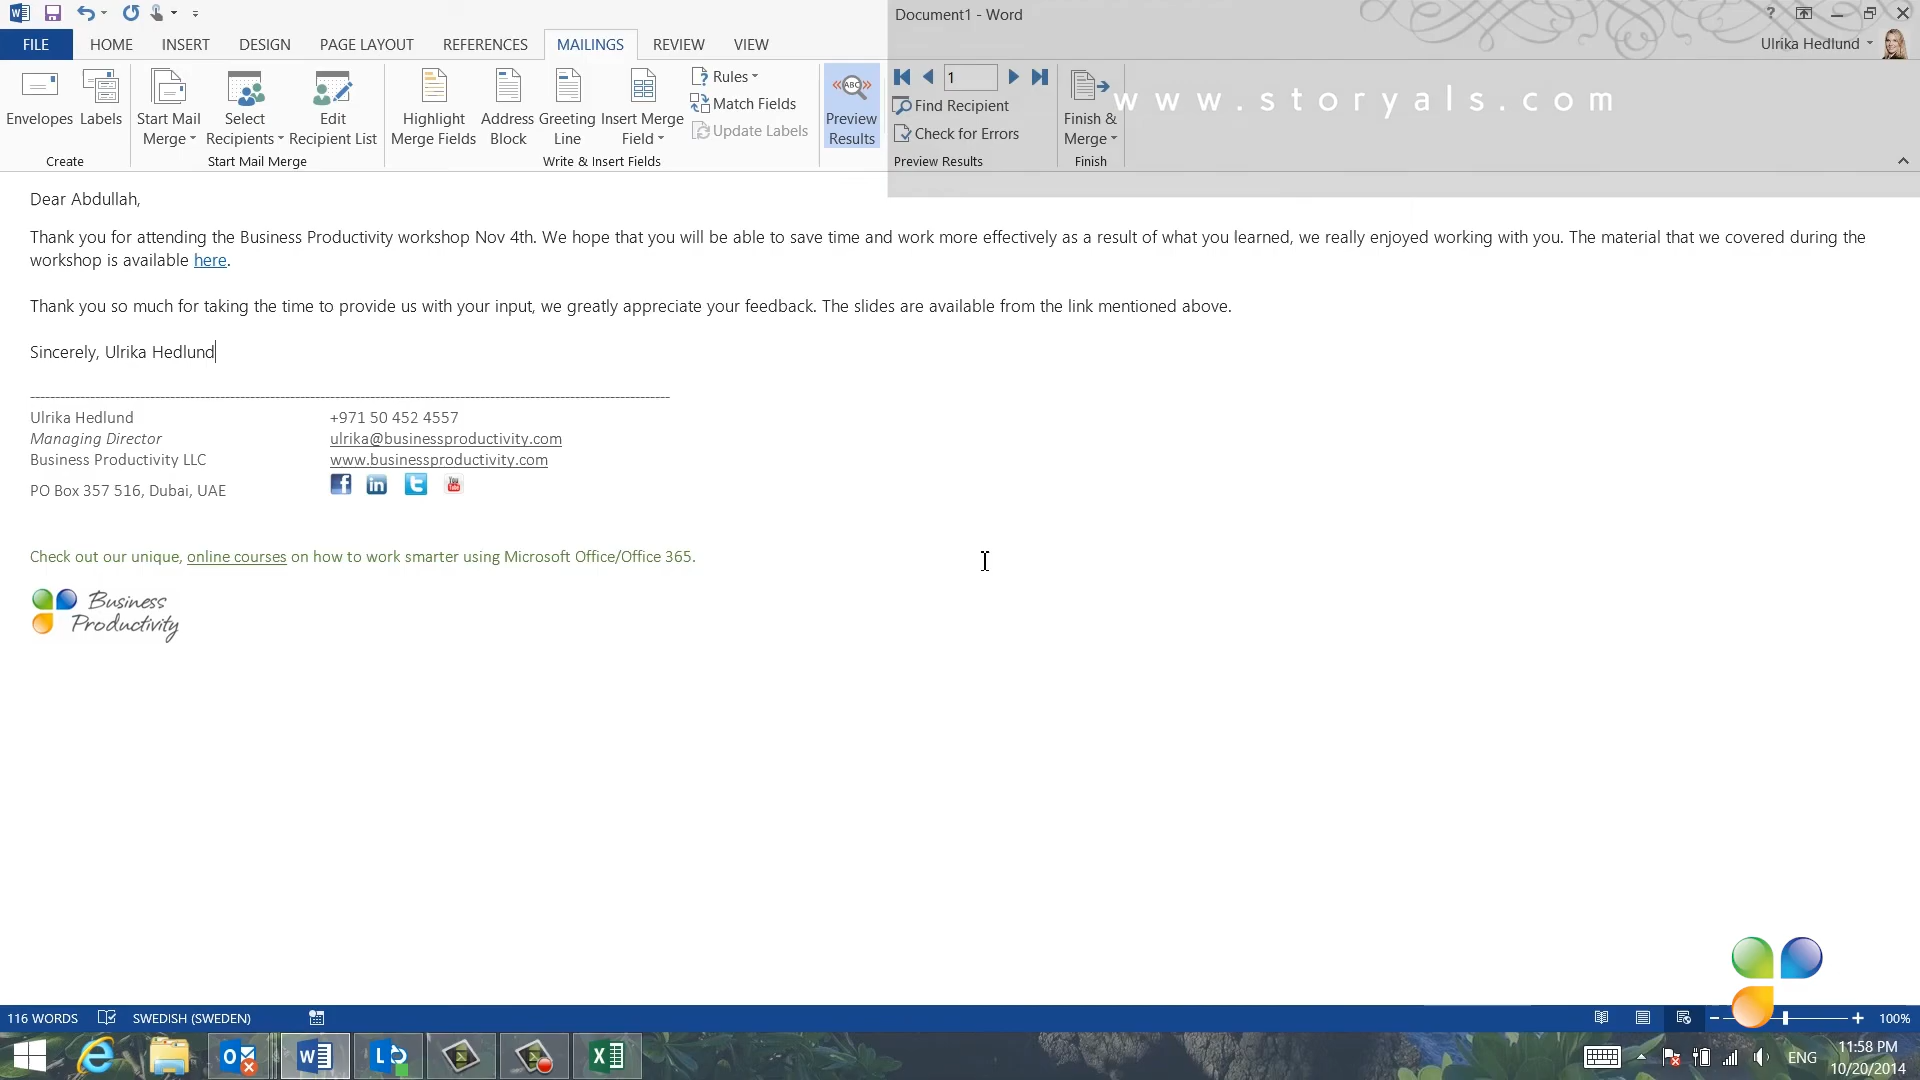 Document1 - Word
?
FILE HOME INSERT DESIGN PAGE LAYOUT REFERENCES MAILINGS REVIEW VIEW
Ulrika Hedlund
Envelopes
Labels
Create
Start Mail
Merge
Select
Recipients
Edit
Recipient List
Start Mail Merge
Highlight
Merge Fields
Address
Block
Greeting
Line
Insert Merge
Field
Rules
Match Fields
Update Labels
Write & Insert Fields
ABC
Preview
Results
1
Find Recipient
Check for Errors
Preview Results
Finish &
Merge
Finish
www.storyals.com
Dear Abdullah,
Thank you for attending the Business Productivity workshop Nov 4th. We hope that you will be able to save time and work more effectively as a result of what you learned, we really enjoyed working with you. The material that we covered during the
workshop is available here.
Thank you so much for taking the time to provide us with your input, we greatly appreciate your feedback. The slides are available from the link mentioned above.
Sincerely, Ulrika Hedlund
--------------------------------------------------------------------------------------------------------------------------------
Ulrika Hedlund
Managing Director
Business Productivity LLC
PO Box 357 516, Dubai, UAE
+971 50 452 4557
ulrika@businessproductivity.com
www.businessproductivity.com
f in t You Tube
Check out our unique, online courses on how to work smarter using Microsoft Office/Office 365.
Business
Productivity
116 WORDS SWEDISH (SWEDEN) 100%
ENG
11:58 PM
10/20/2014